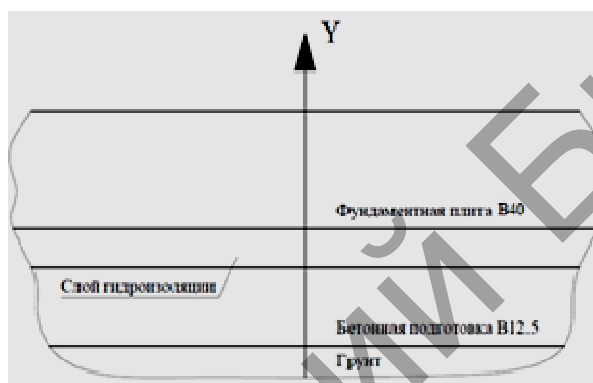 Y
Фундаментная плита В40
Слой гидроизоляции
Бетонная подготовка В12.5
Грунт